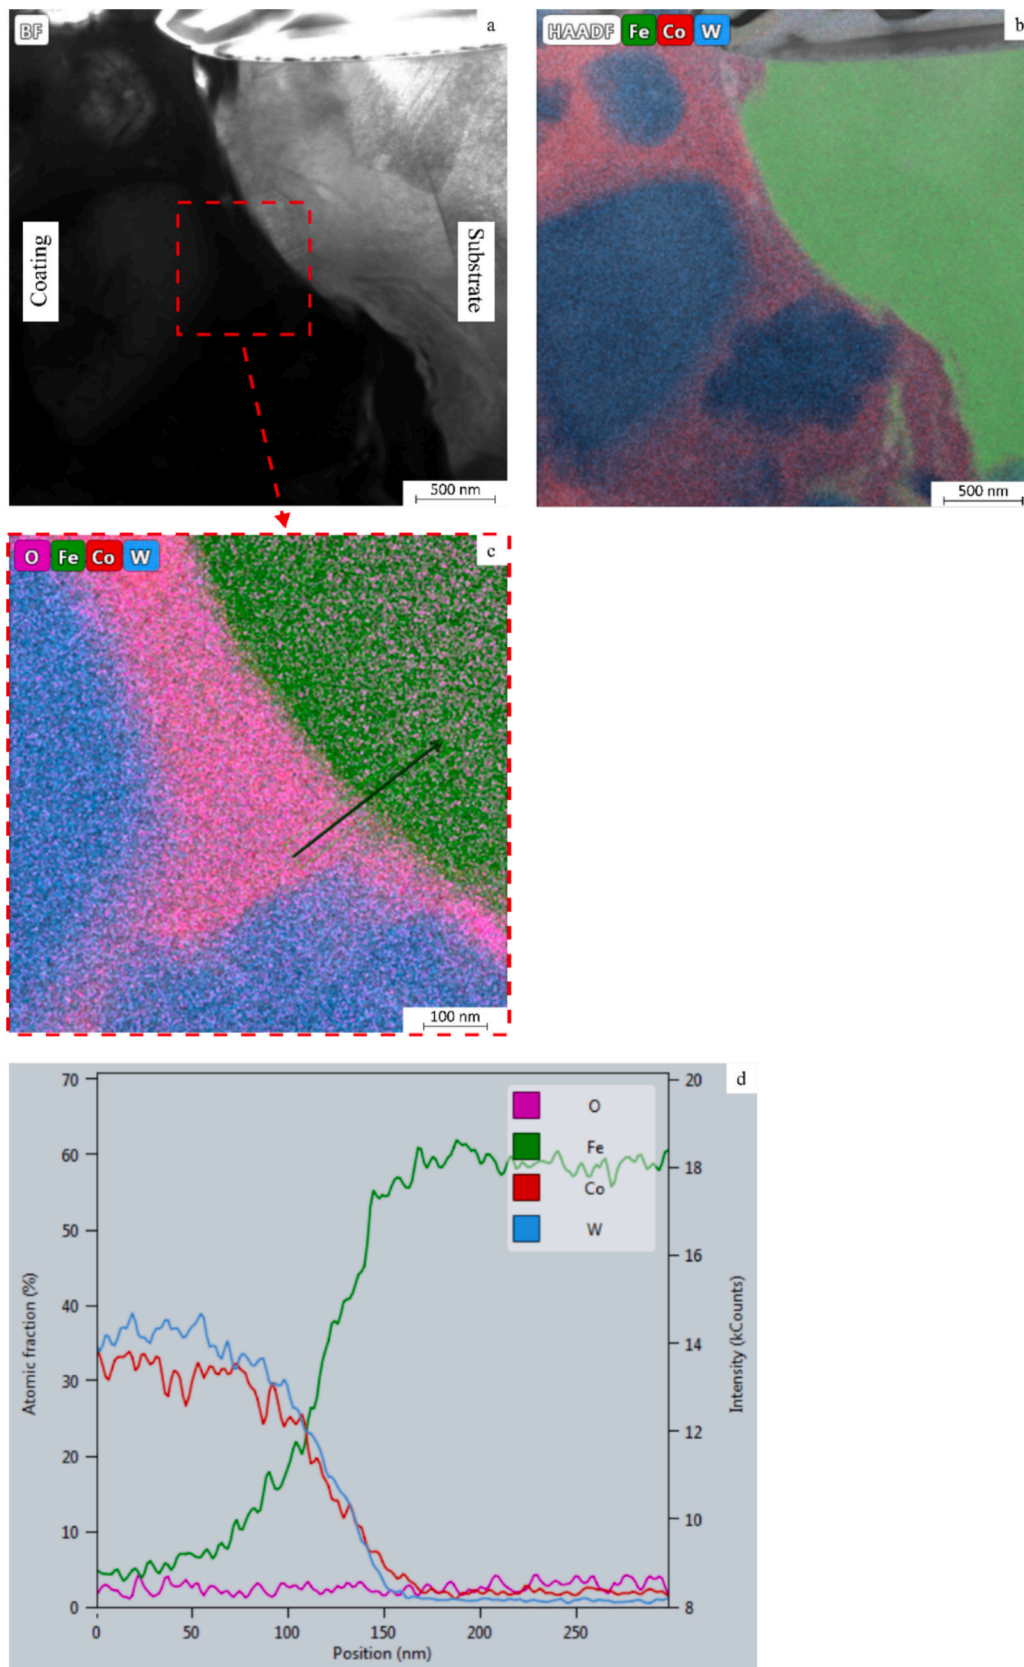 BF
a
Coating
Substrate
500 nm
HAADF Fe Co W
b
500 nm
O Fe Co W
c
100 nm
d
70
60
50
40
30
20
10
0
Atomic fraction (%)
O
Fe
Co
W
20
18
16
14
12
10
8
Intensity (kCounts)
0 50 100 150 200 250
Position (nm)